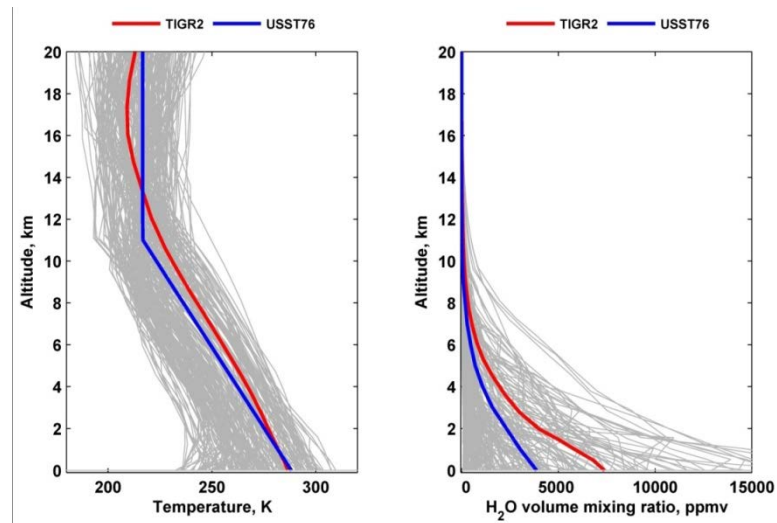 TIGR2 USST76
20
18
16
14
12
10
8
6
4
2
0
Altitude, km
200 250 300
Temperature, K
TIGR2 USST76
20
18
16
14
12
10
8
6
4
2
0
Altitude, km
0 5000 10000 15000
H₂O volume mixing ratio, ppmv